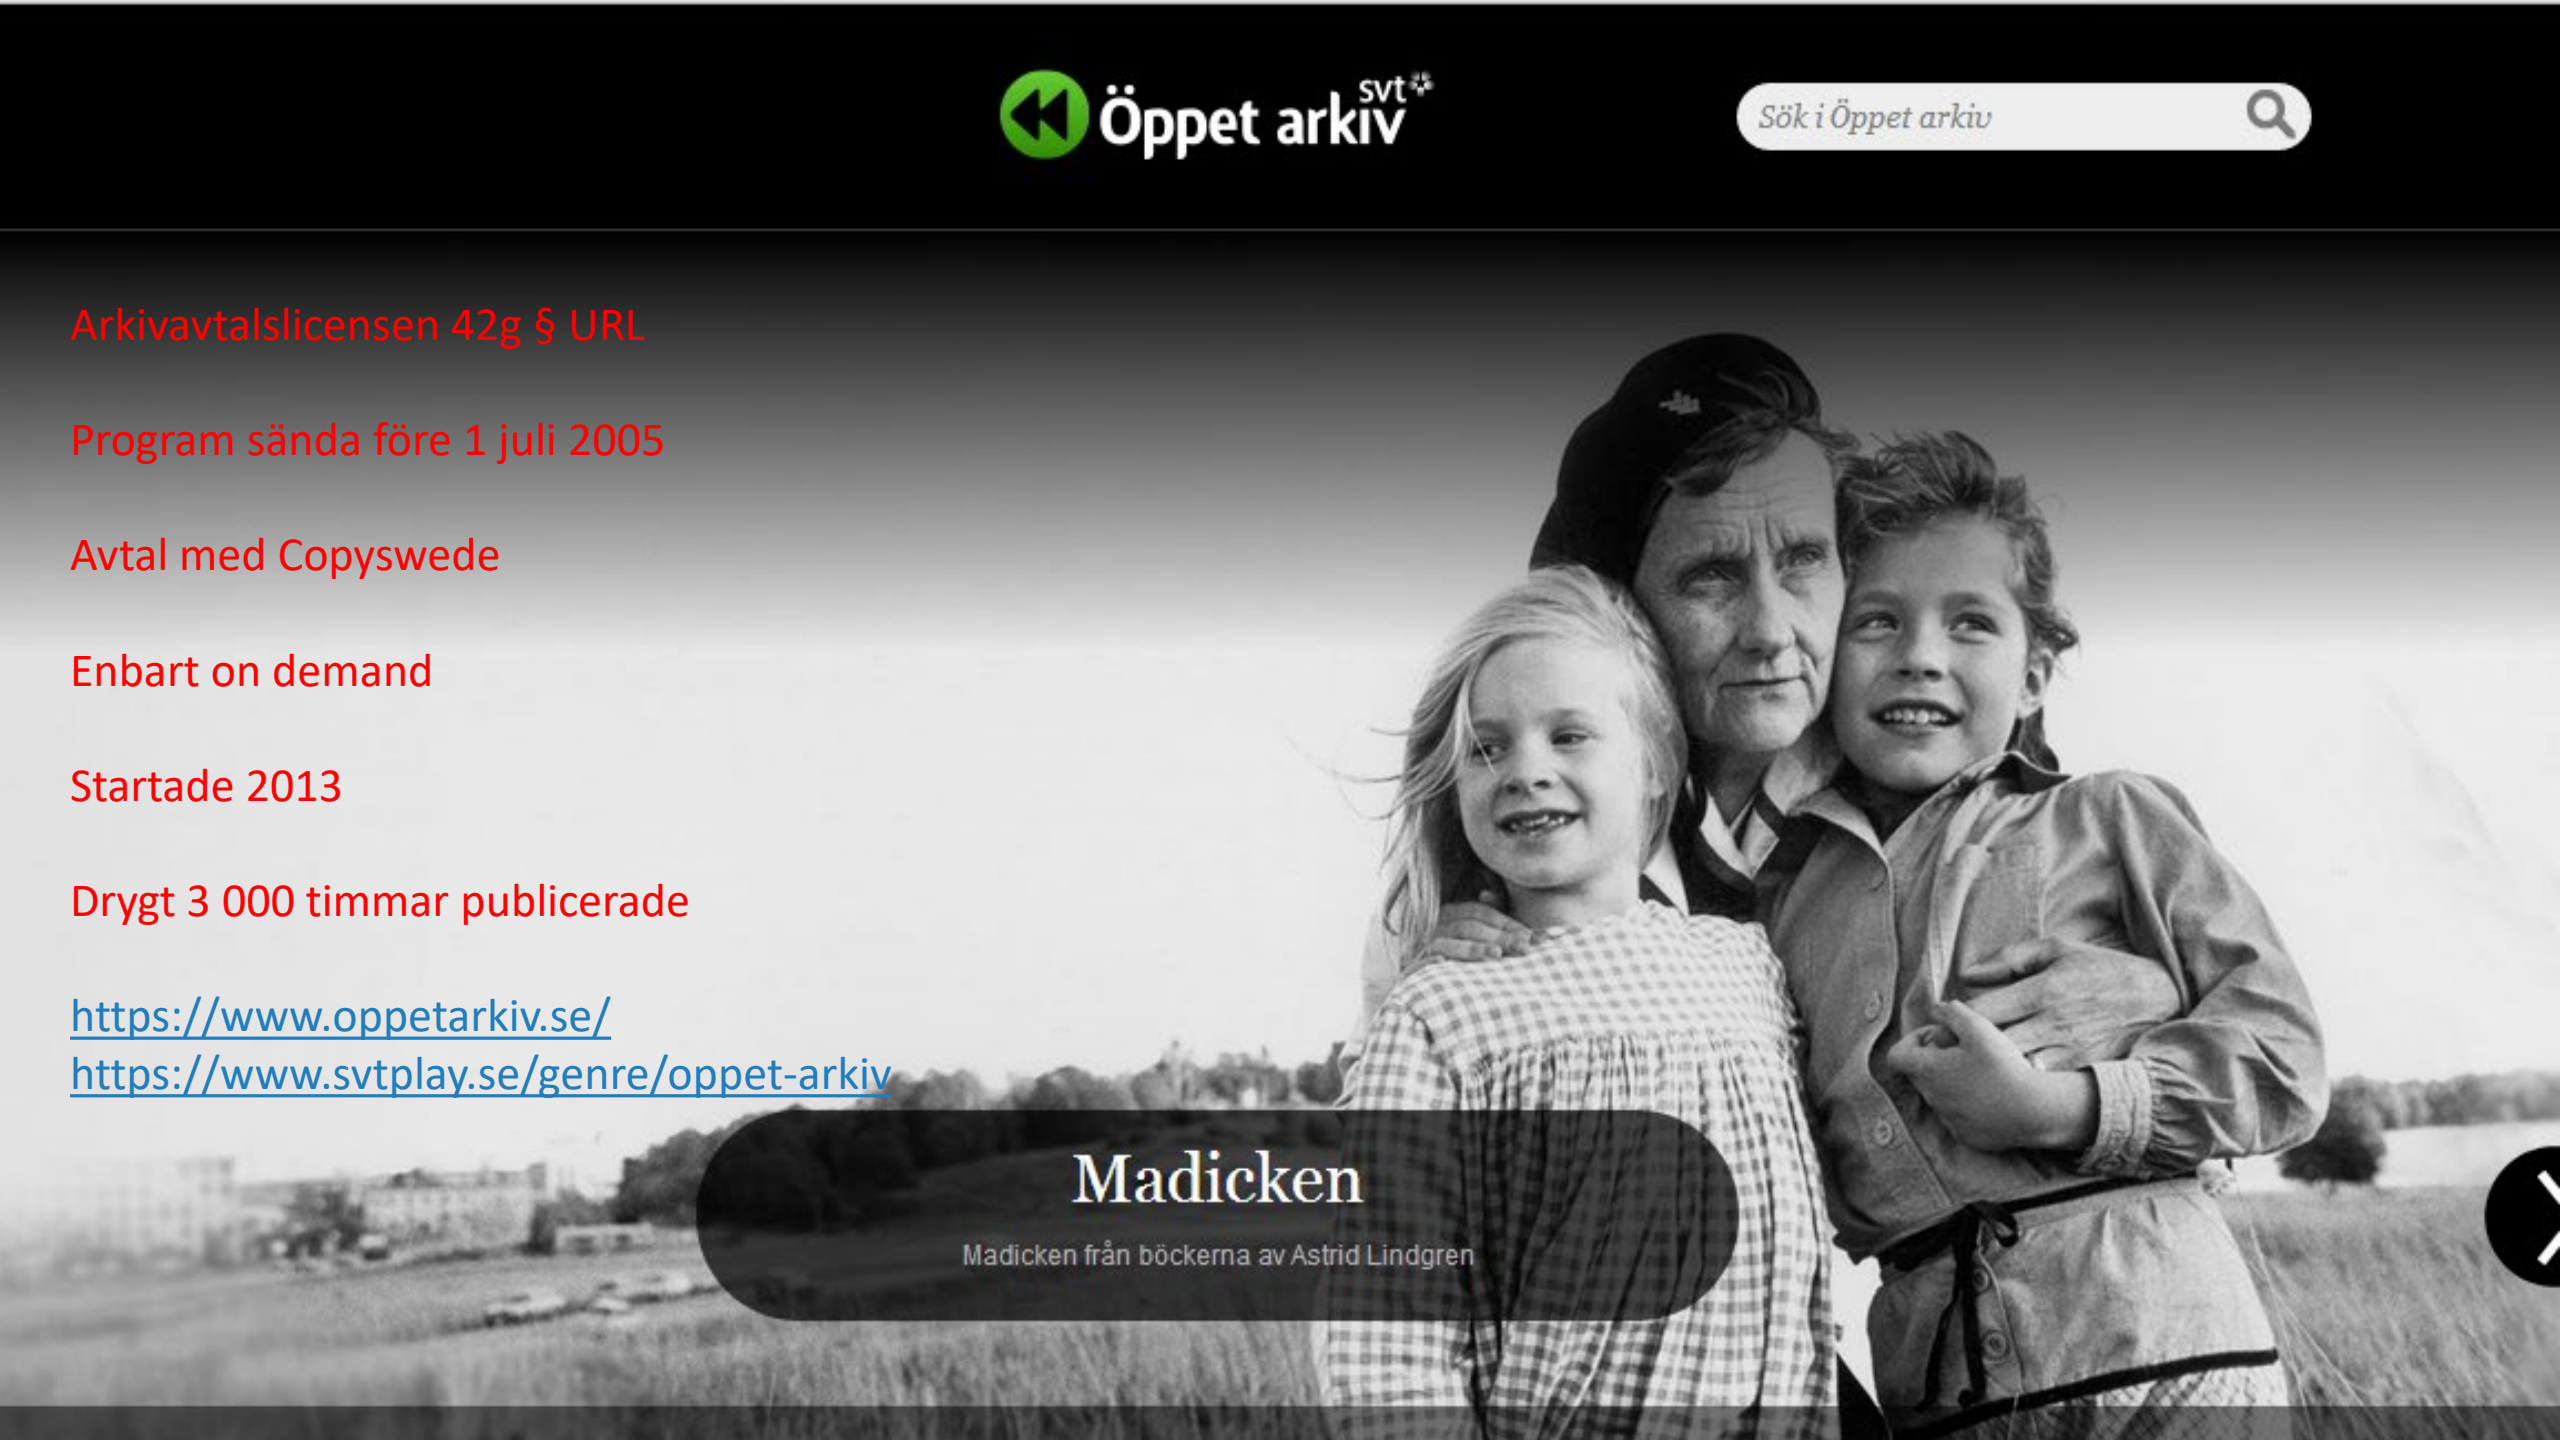 svt
Öppet arkiv
Sök i Öppet arkiv
Arkivavtalslicensen 42g § URL
Program sända före 1 juli 2005
Avtal med Copyswede
Enbart on demand
Startade 2013
Drygt 3 000 timmar publicerade
https://www.oppetarkiv.se/
https://www.svtplay.se/genre/oppet-arkiv
Madicken
Madicken från böckerna av Astrid Lindgren